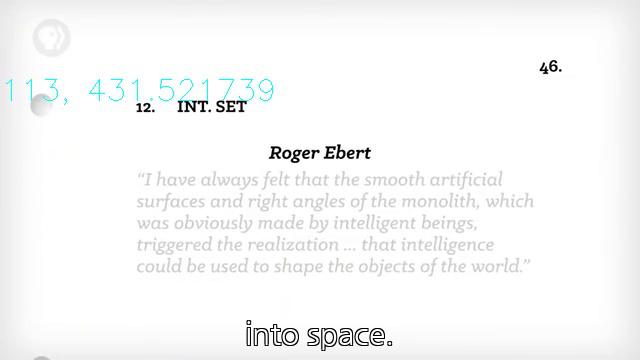 46.
113, 431.521739
12. INT. SET
Roger Ebert
“I have always felt that the smooth artificial
surfaces and right angles of the monolith, which
was obviously made by intelligent beings,
triggered the realization ... that intelligence
could be used to shape the objects of the world.”
into space.